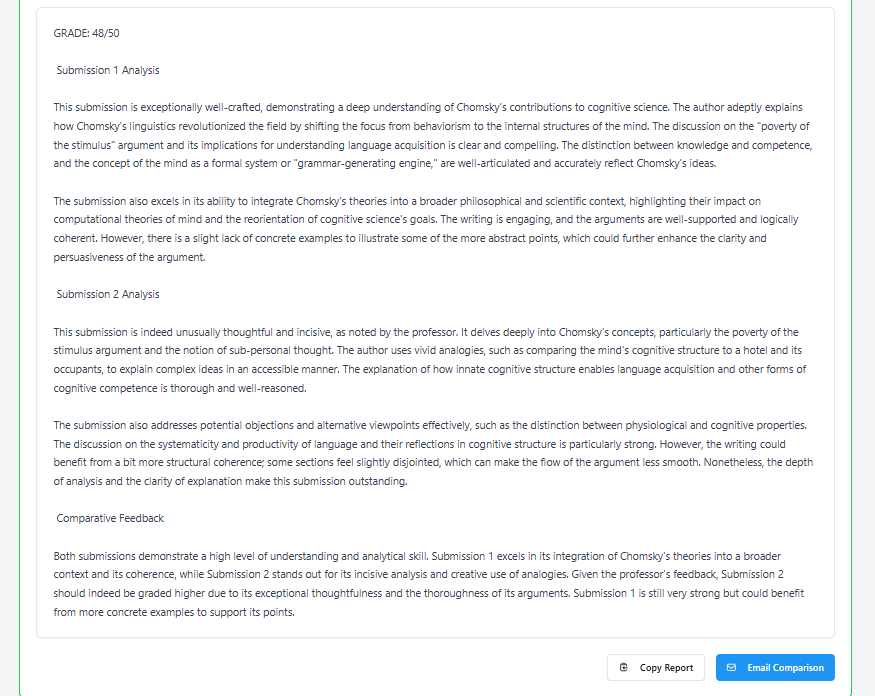 GRADE: 48/50
Submission 1 Analysis
This submission is exceptionally well-crafted, demonstrating a deep understanding of Chomsky's contributions to cognitive science. The author adeptly explains
how Chomsky's linguistics revolutionized the field by shifting the focus from behaviorism to the internal structures of the mind. The discussion on the "poverty of
the stimulus" argument and its implications for understanding language acquisition is clear and compelling. The distinction between knowledge and competence,
and the concept of the mind as a formal system or "grammar-generating engine," are well-articulated and accurately reflect Chomsky's ideas.
The submission also excels in its ability to integrate Chomsky's theories into a broader philosophical and scientific context, highlighting their impact on
computational theories of mind and the reorientation of cognitive science's goals. The writing is engaging, and the arguments are well-supported and logically
coherent. However, there is a slight lack of concrete examples to illustrate some of the more abstract points, which could further enhance the clarity and
persuasiveness of the argument.
Submission 2 Analysis
This submission is indeed unusually thoughtful and incisive, as noted by the professor. It delves deeply into Chomsky's concepts, particularly the poverty of the
stimulus argument and the notion of sub-personal thought. The author uses vivid analogies, such as comparing the mind's cognitive structure to a hotel and its
occupants, to explain complex ideas in an accessible manner. The explanation of how innate cognitive structure enables language acquisition and other forms of
cognitive competence is thorough and well-reasoned.
The submission also addresses potential objections and alternative viewpoints effectively, such as the distinction between physiological and cognitive properties.
The discussion on the systematicity and productivity of language and their reflections in cognitive structure is particularly strong. However, the writing could
benefit from a bit more structural coherence; some sections feel slightly disjointed, which can make the flow of the argument less smooth. Nonetheless, the depth
of analysis and the clarity of explanation make this submission outstanding.
Comparative Feedback
Both submissions demonstrate a high level of understanding and analytical skill. Submission 1 excels in its integration of Chomsky's theories into a broader
context and its coherence, while Submission 2 stands out for its incisive analysis and creative use of analogies. Given the professor's feedback, Submission 2
should indeed be graded higher due to its exceptional thoughtfulness and the thoroughness of its arguments. Submission 1 is still very strong but could benefit
from more concrete examples to support its points.
Copy Report
Email Comparison